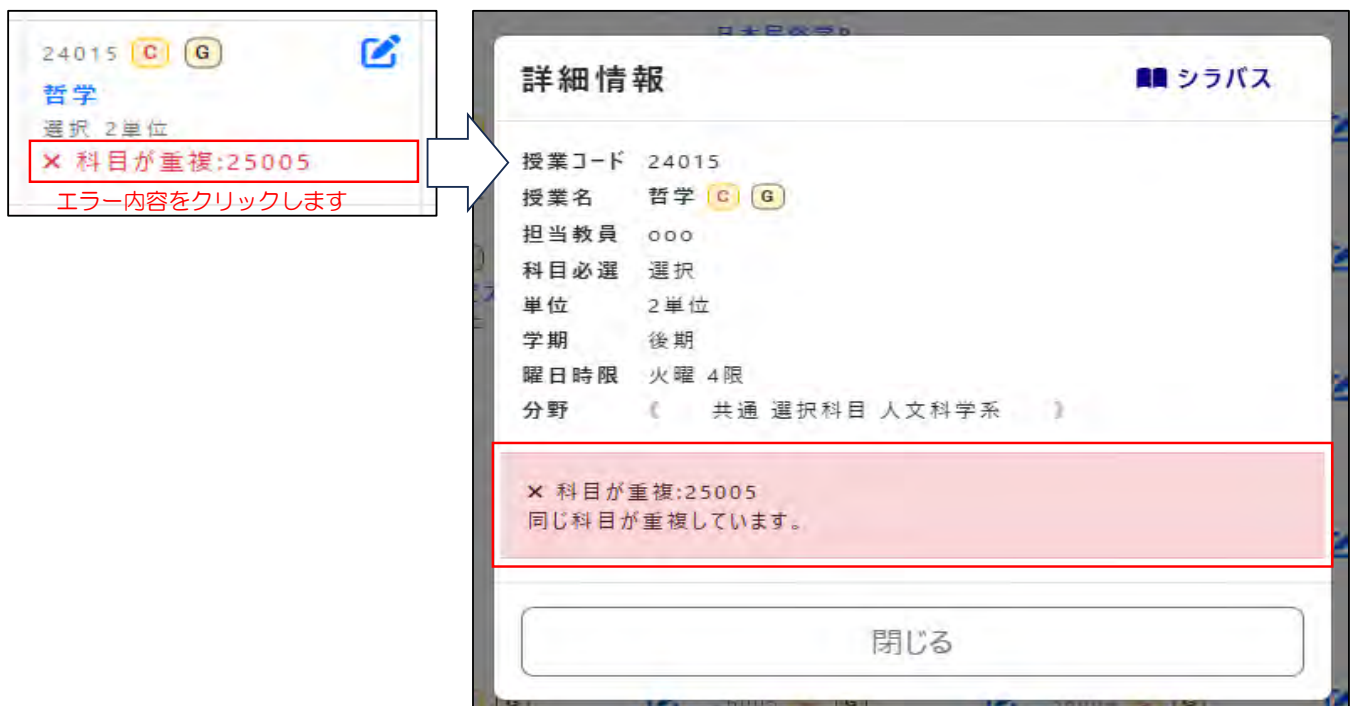 24015 C G
哲学
選択 2単位
× 科目が重複:25005
エラー内容をクリックします
詳細情報
シラバス
授業コード 24015
授業名 哲学 C G
担当教員 ooo
科目必選 選択
単位 2単位
学期 後期
曜日時限 火曜 4限
分野 《 共通 選択科目 人文科学系 》
× 科目が重複:25005
同じ科目が重複しています。
閉じる